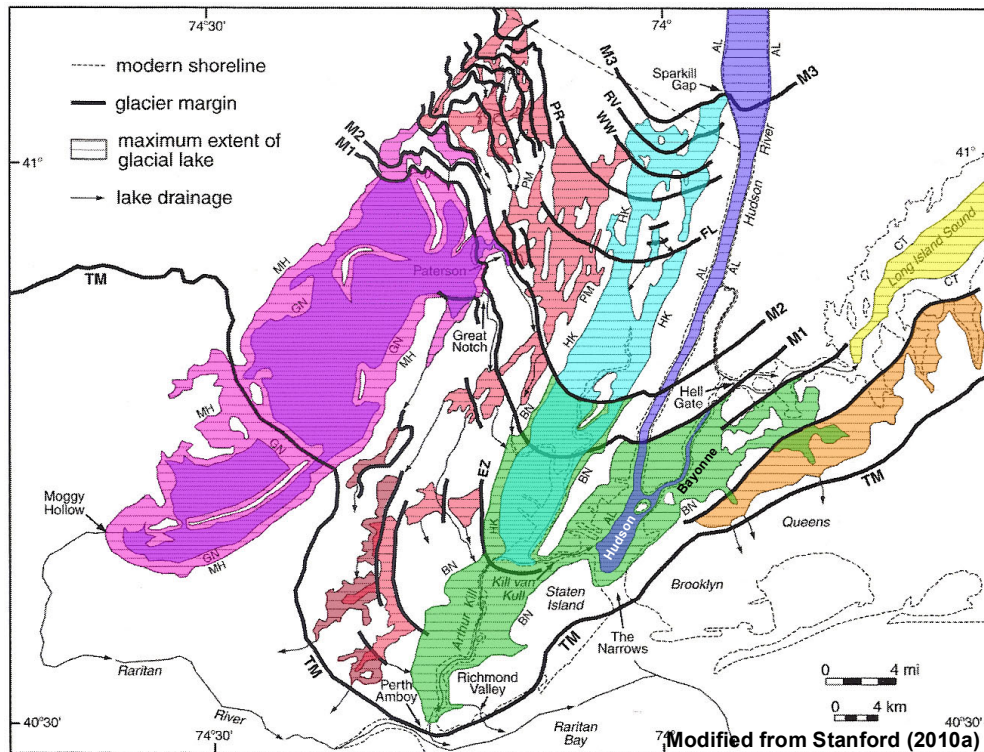 74°30'
74°
modern shoreline
glacier margin
maximum extent of
glacial lake
lake drainage
M3
Sparkill
Gap
M3
AL
AL
RV
WW
PR
River
Hudson
41°
M2
M1
41°
PM
HK
FL
MH
GN
Paterson
TM
PM
AL
AL
CT
Long Island Sound
CT
Great
Notch
GN
MH
HK
HK
M2
M1
MH
Hell
Gate
BN
GN
EZ
BN
Bayonne
TM
Moggy
Hollow
HK
AL
BN
Queens
GN
MH
BN
Hudson
Kill van
Kull
Staten
Island
Brooklyn
Arthur Kill
BN
The
Narrows
TM
TM
Raritan
Perth
Amboy
Richmond
Valley
River
Raritan
Bay
0 4 mi
0 4 km
40°30'
40°30'
Modified from Stanford (2010a)